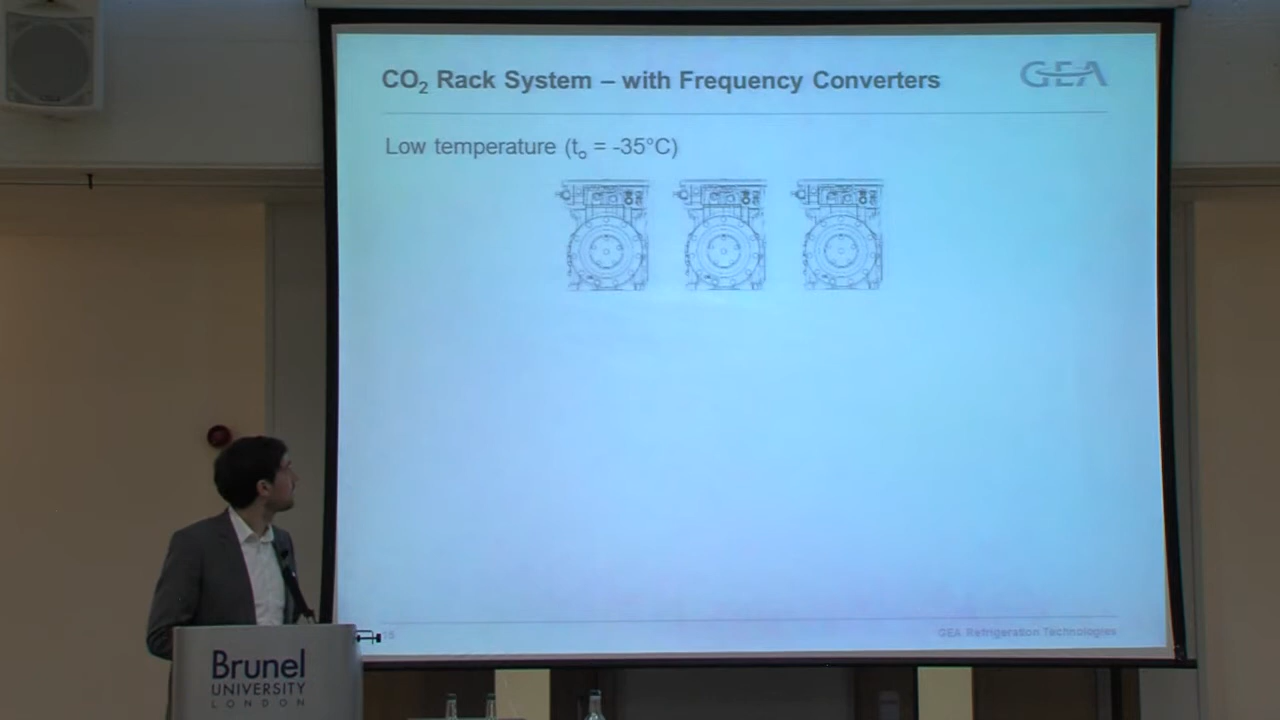 CO₂ Rack System – with Frequency Converters
GEA
Low temperature (tₒ = -35°C)
GEA Refrigeration Technologies
Brunel
UNIVERSITY
LONDON